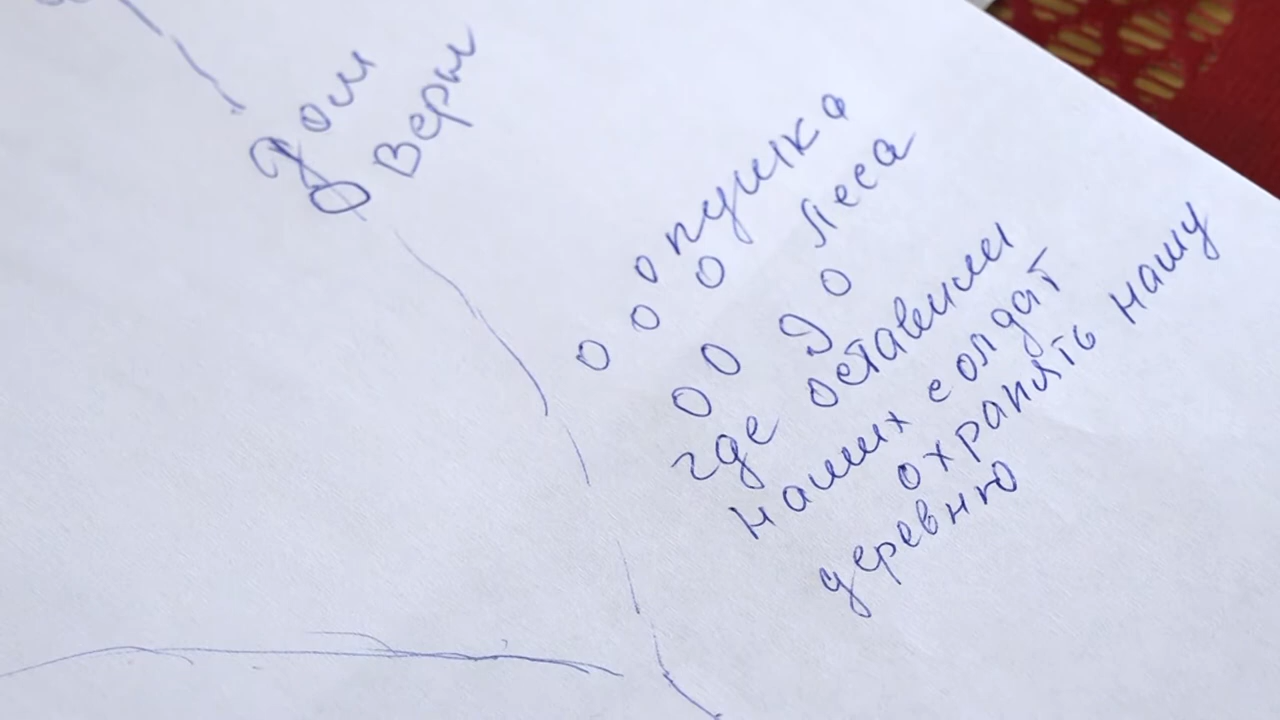 Дом
Веры
опушка
Леса
где оставили
наших солдат
охранять нашу
деревню